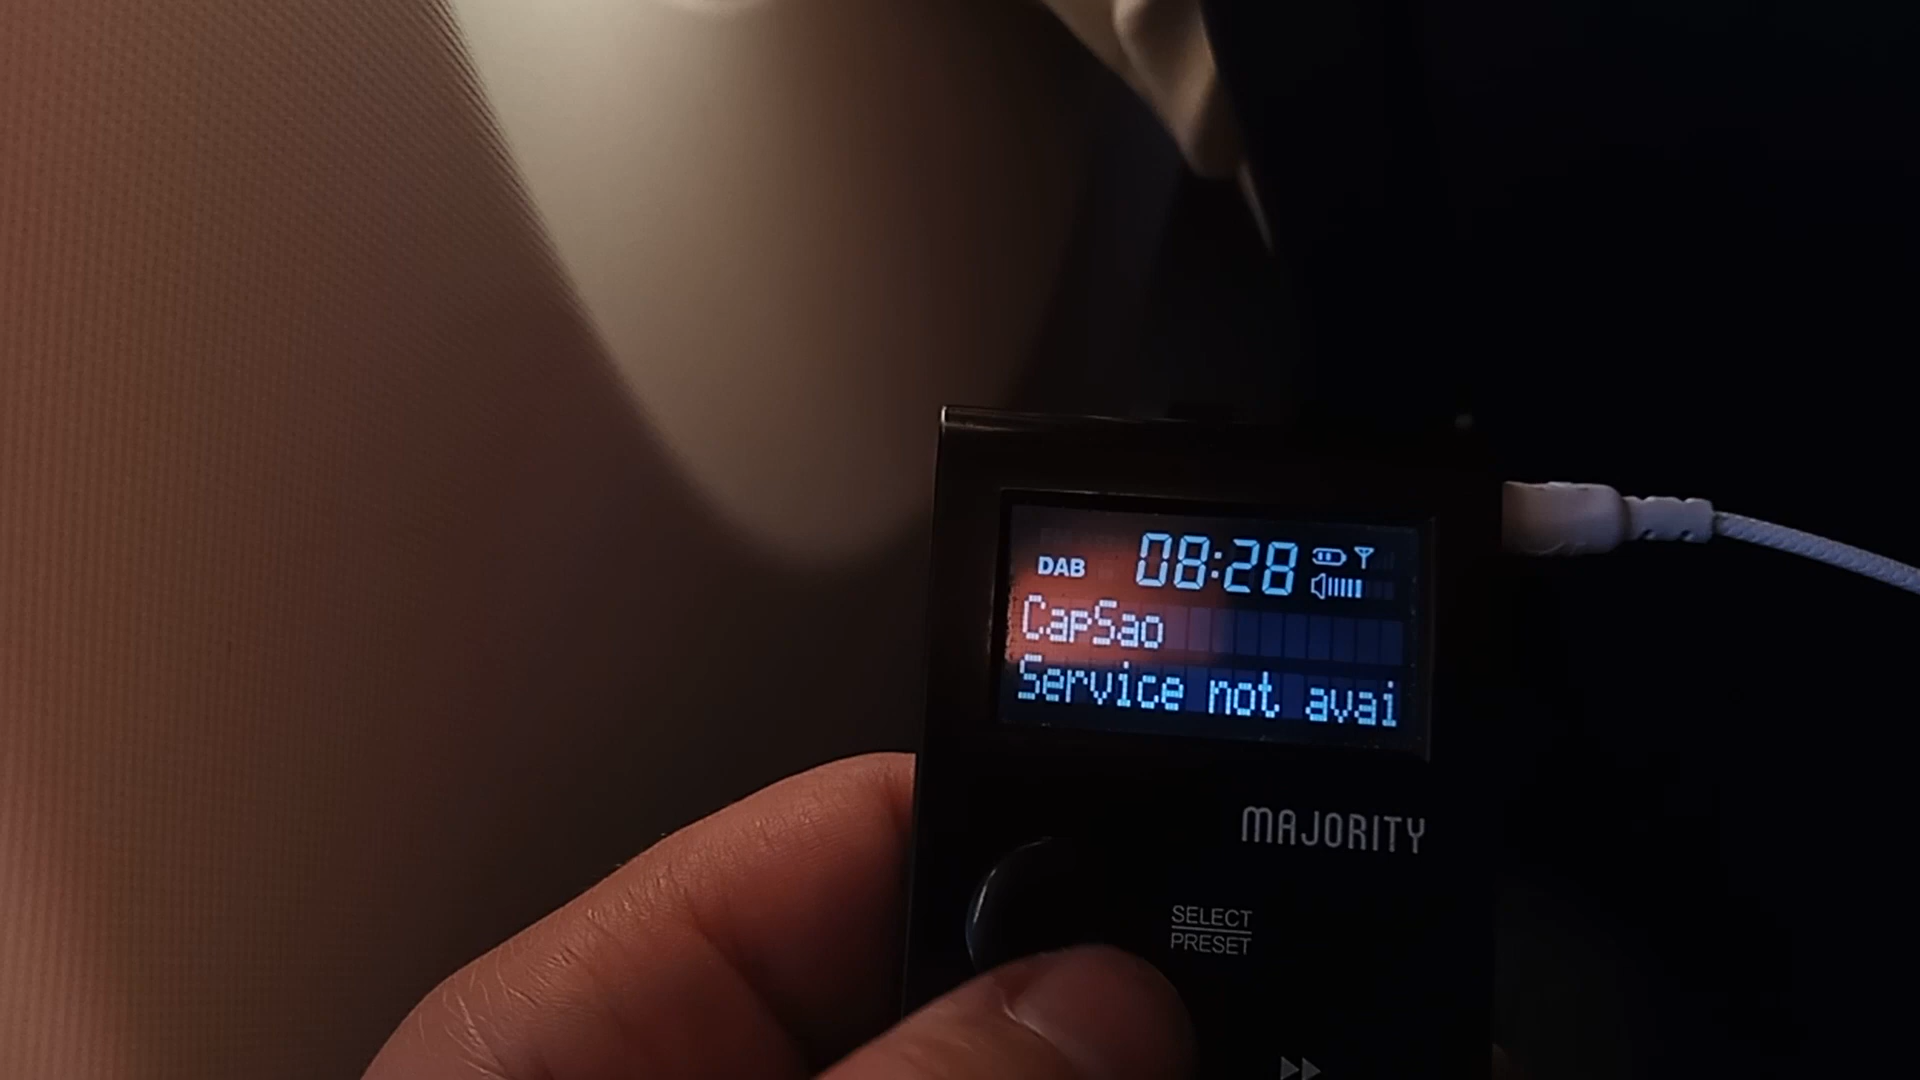 DAB 08:28
CapSao
Service not avai
MAJORITY
SELECT
PRESET